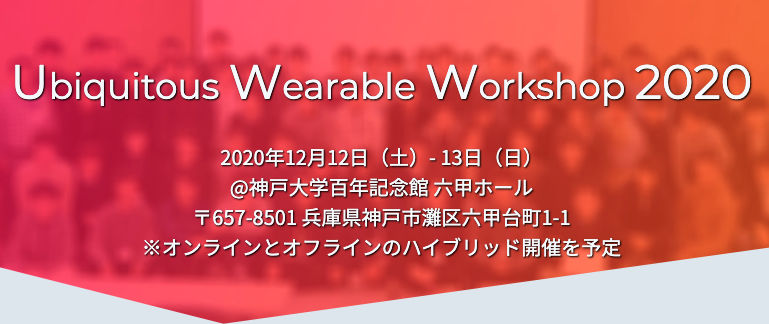 Ubiquitous Wearable Workshop 2020
2020年12月12日（土）- 13日（日）
@神戸大学百年記念館 六甲ホール
〒657-8501 兵庫県神戸市灘区六甲台町1-1
※オンラインとオフラインのハイブリッド開催を予定